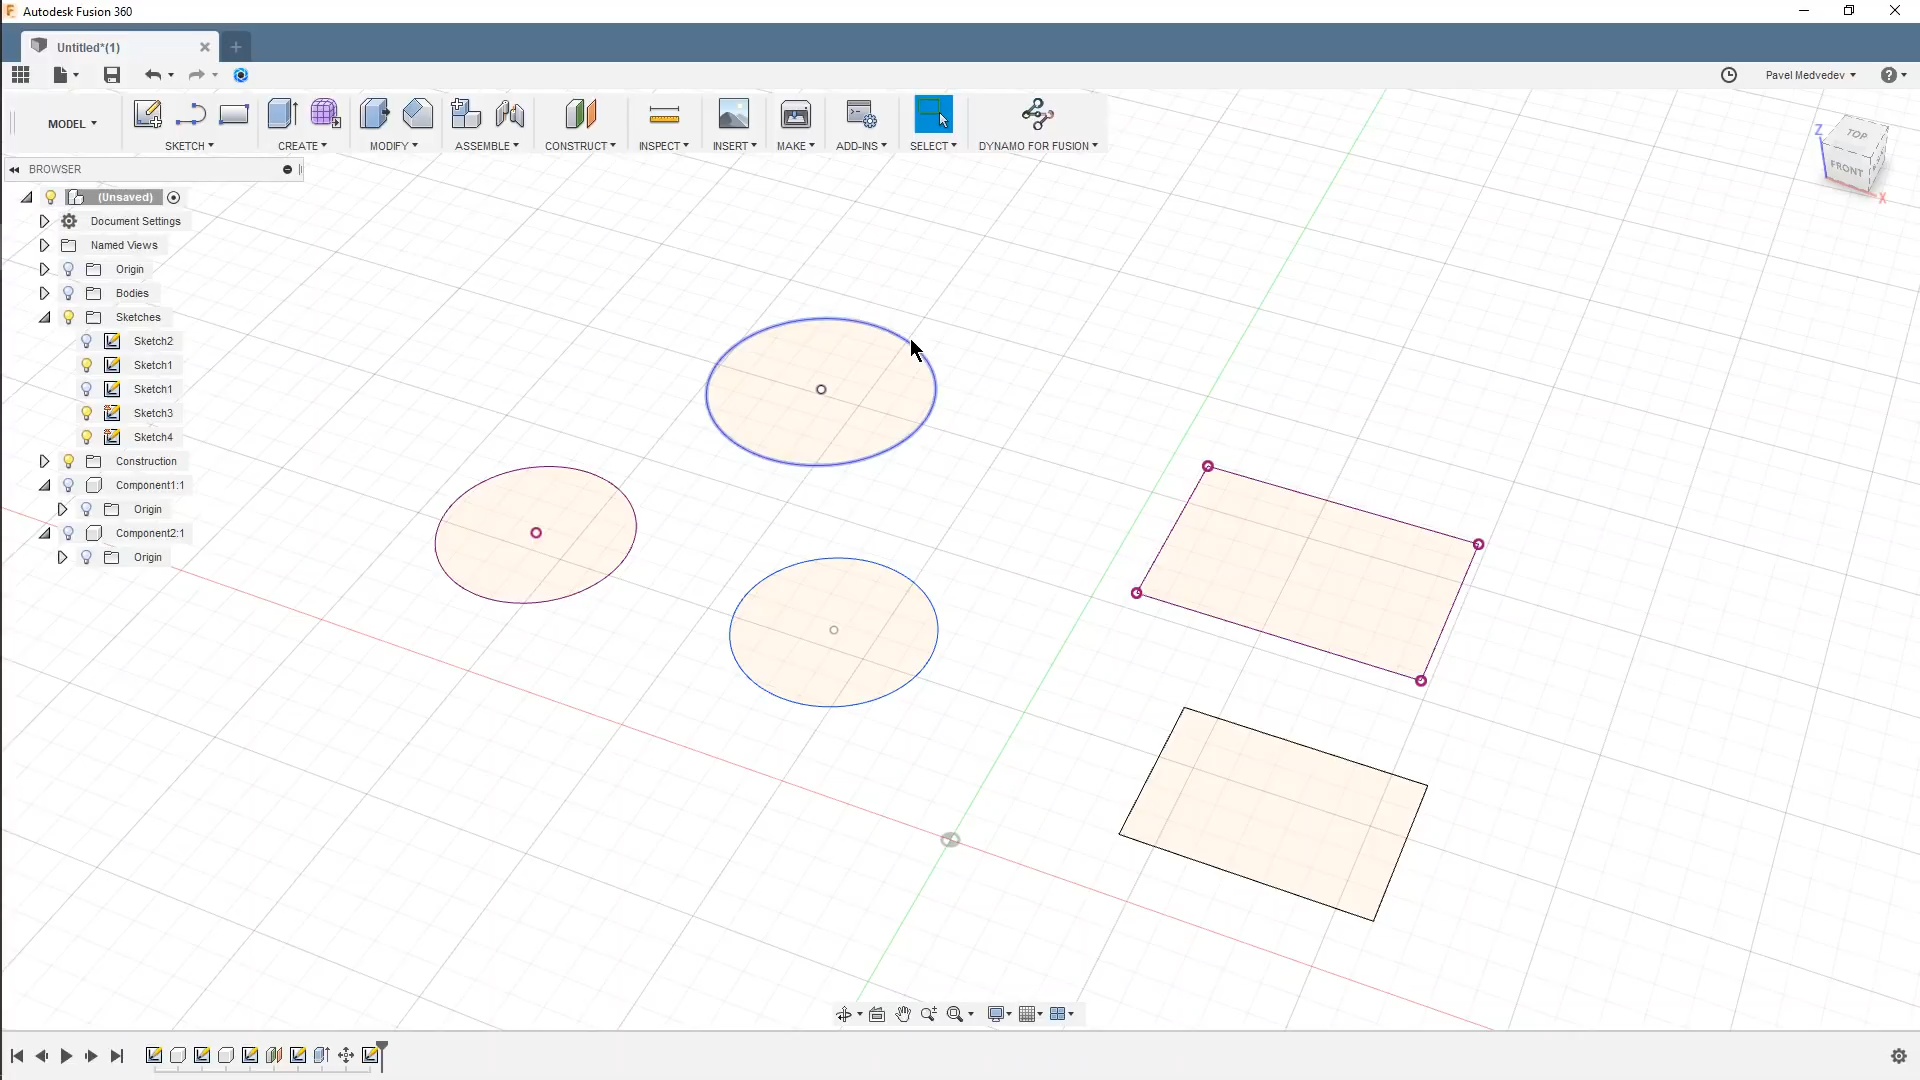 Autodesk Fusion 360
Untitled*(1)
Pavel Medvedev
MODEL
SKETCH
CREATE
MODIFY
ASSEMBLE
CONSTRUCT
INSPECT
INSERT
MAKE
ADD-INS
SELECT
DYNAMO FOR FUSION
BROWSER
(Unsaved)
Document Settings
Named Views
Origin
Bodies
Sketches
Sketch2
Sketch1
Sketch1
Sketch3
Sketch4
Construction
Component1:1
Origin
Component2:1
Origin
Z
TOP
FRONT
X